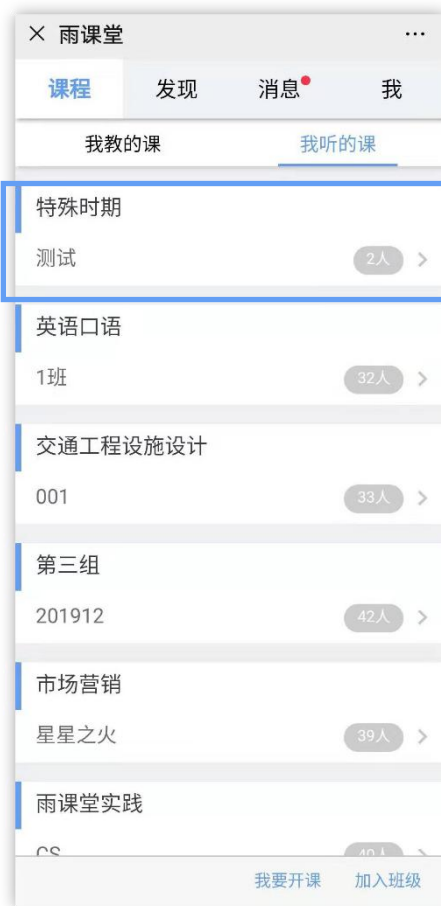 × 雨课堂 ...
课程 发现 消息 我
我教的课 我听的课
特殊时期
测试 2人 >
英语口语
1班 32人 >
交通工程设施设计
001 33人 >
第三组
201912 42人 >
市场营销
星星之火 39人 >
雨课堂实践
我要开课 加入班级